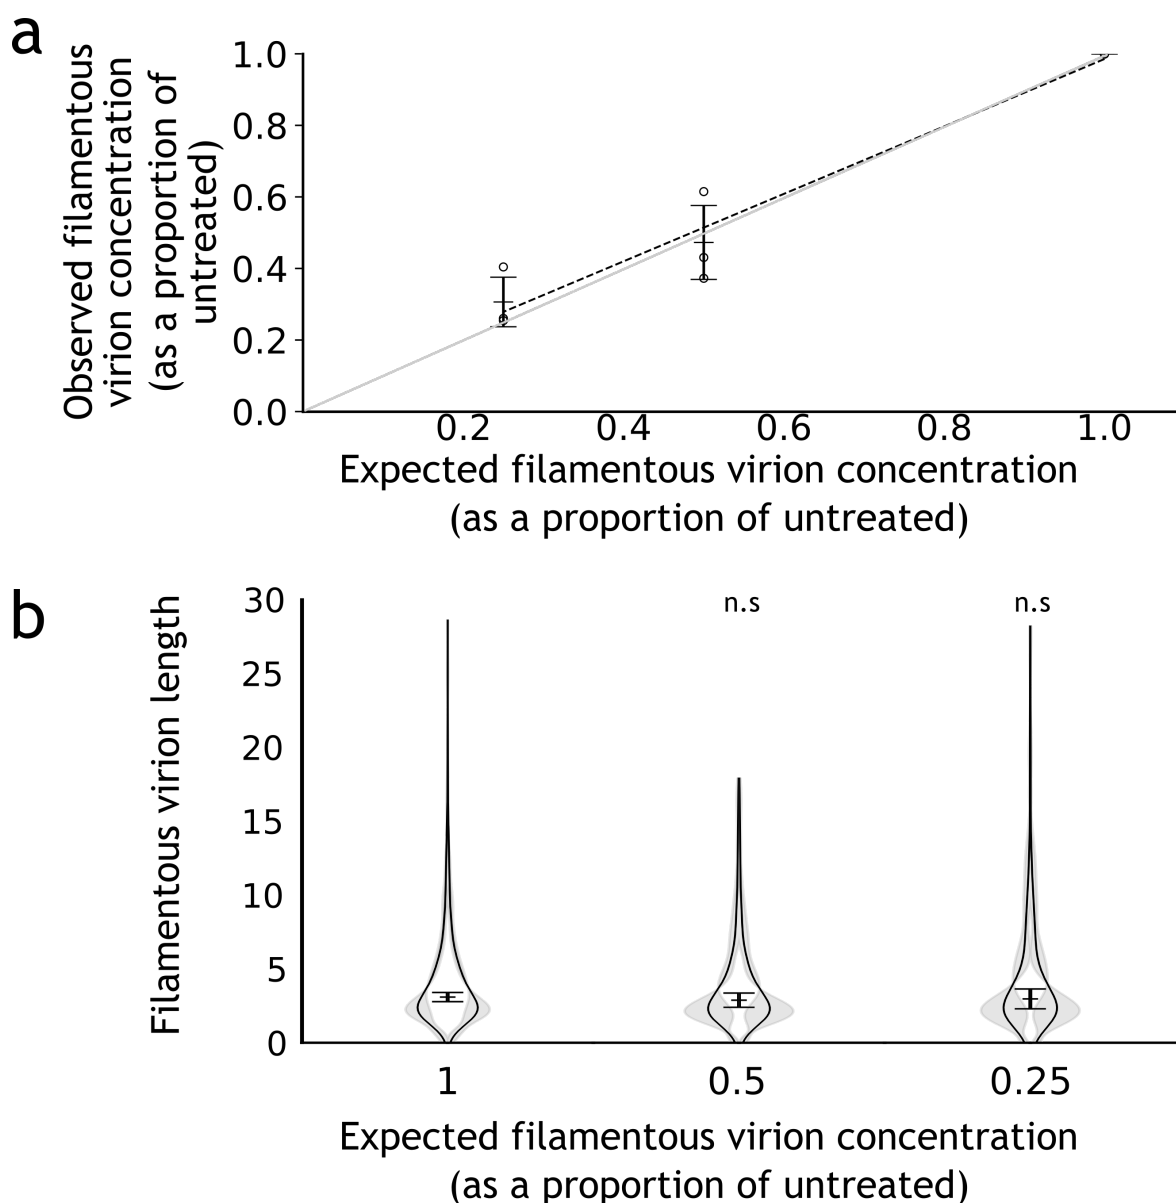 a
Observed filamentous
virion concentration
(as a proportion of
untreated)
1.0
0.8
0.6
0.4
0.2
0.0
0.2 0.4 0.6 0.8 1.0
Expected filamentous virion concentration
(as a proportion of untreated)
b
Filamentous virion length
30
25
20
15
10
5
0
n.s n.s
1 0.5 0.25
Expected filamentous virion concentration
(as a proportion of untreated)